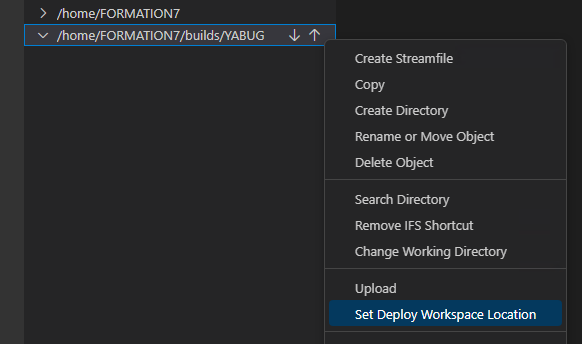 /home/FORMATION7
/home/FORMATION7/builds/YABUG
Create Streamfile
Copy
Create Directory
Rename or Move Object
Delete Object
Search Directory
Remove IFS Shortcut
Change Working Directory
Upload
Set Deploy Workspace Location